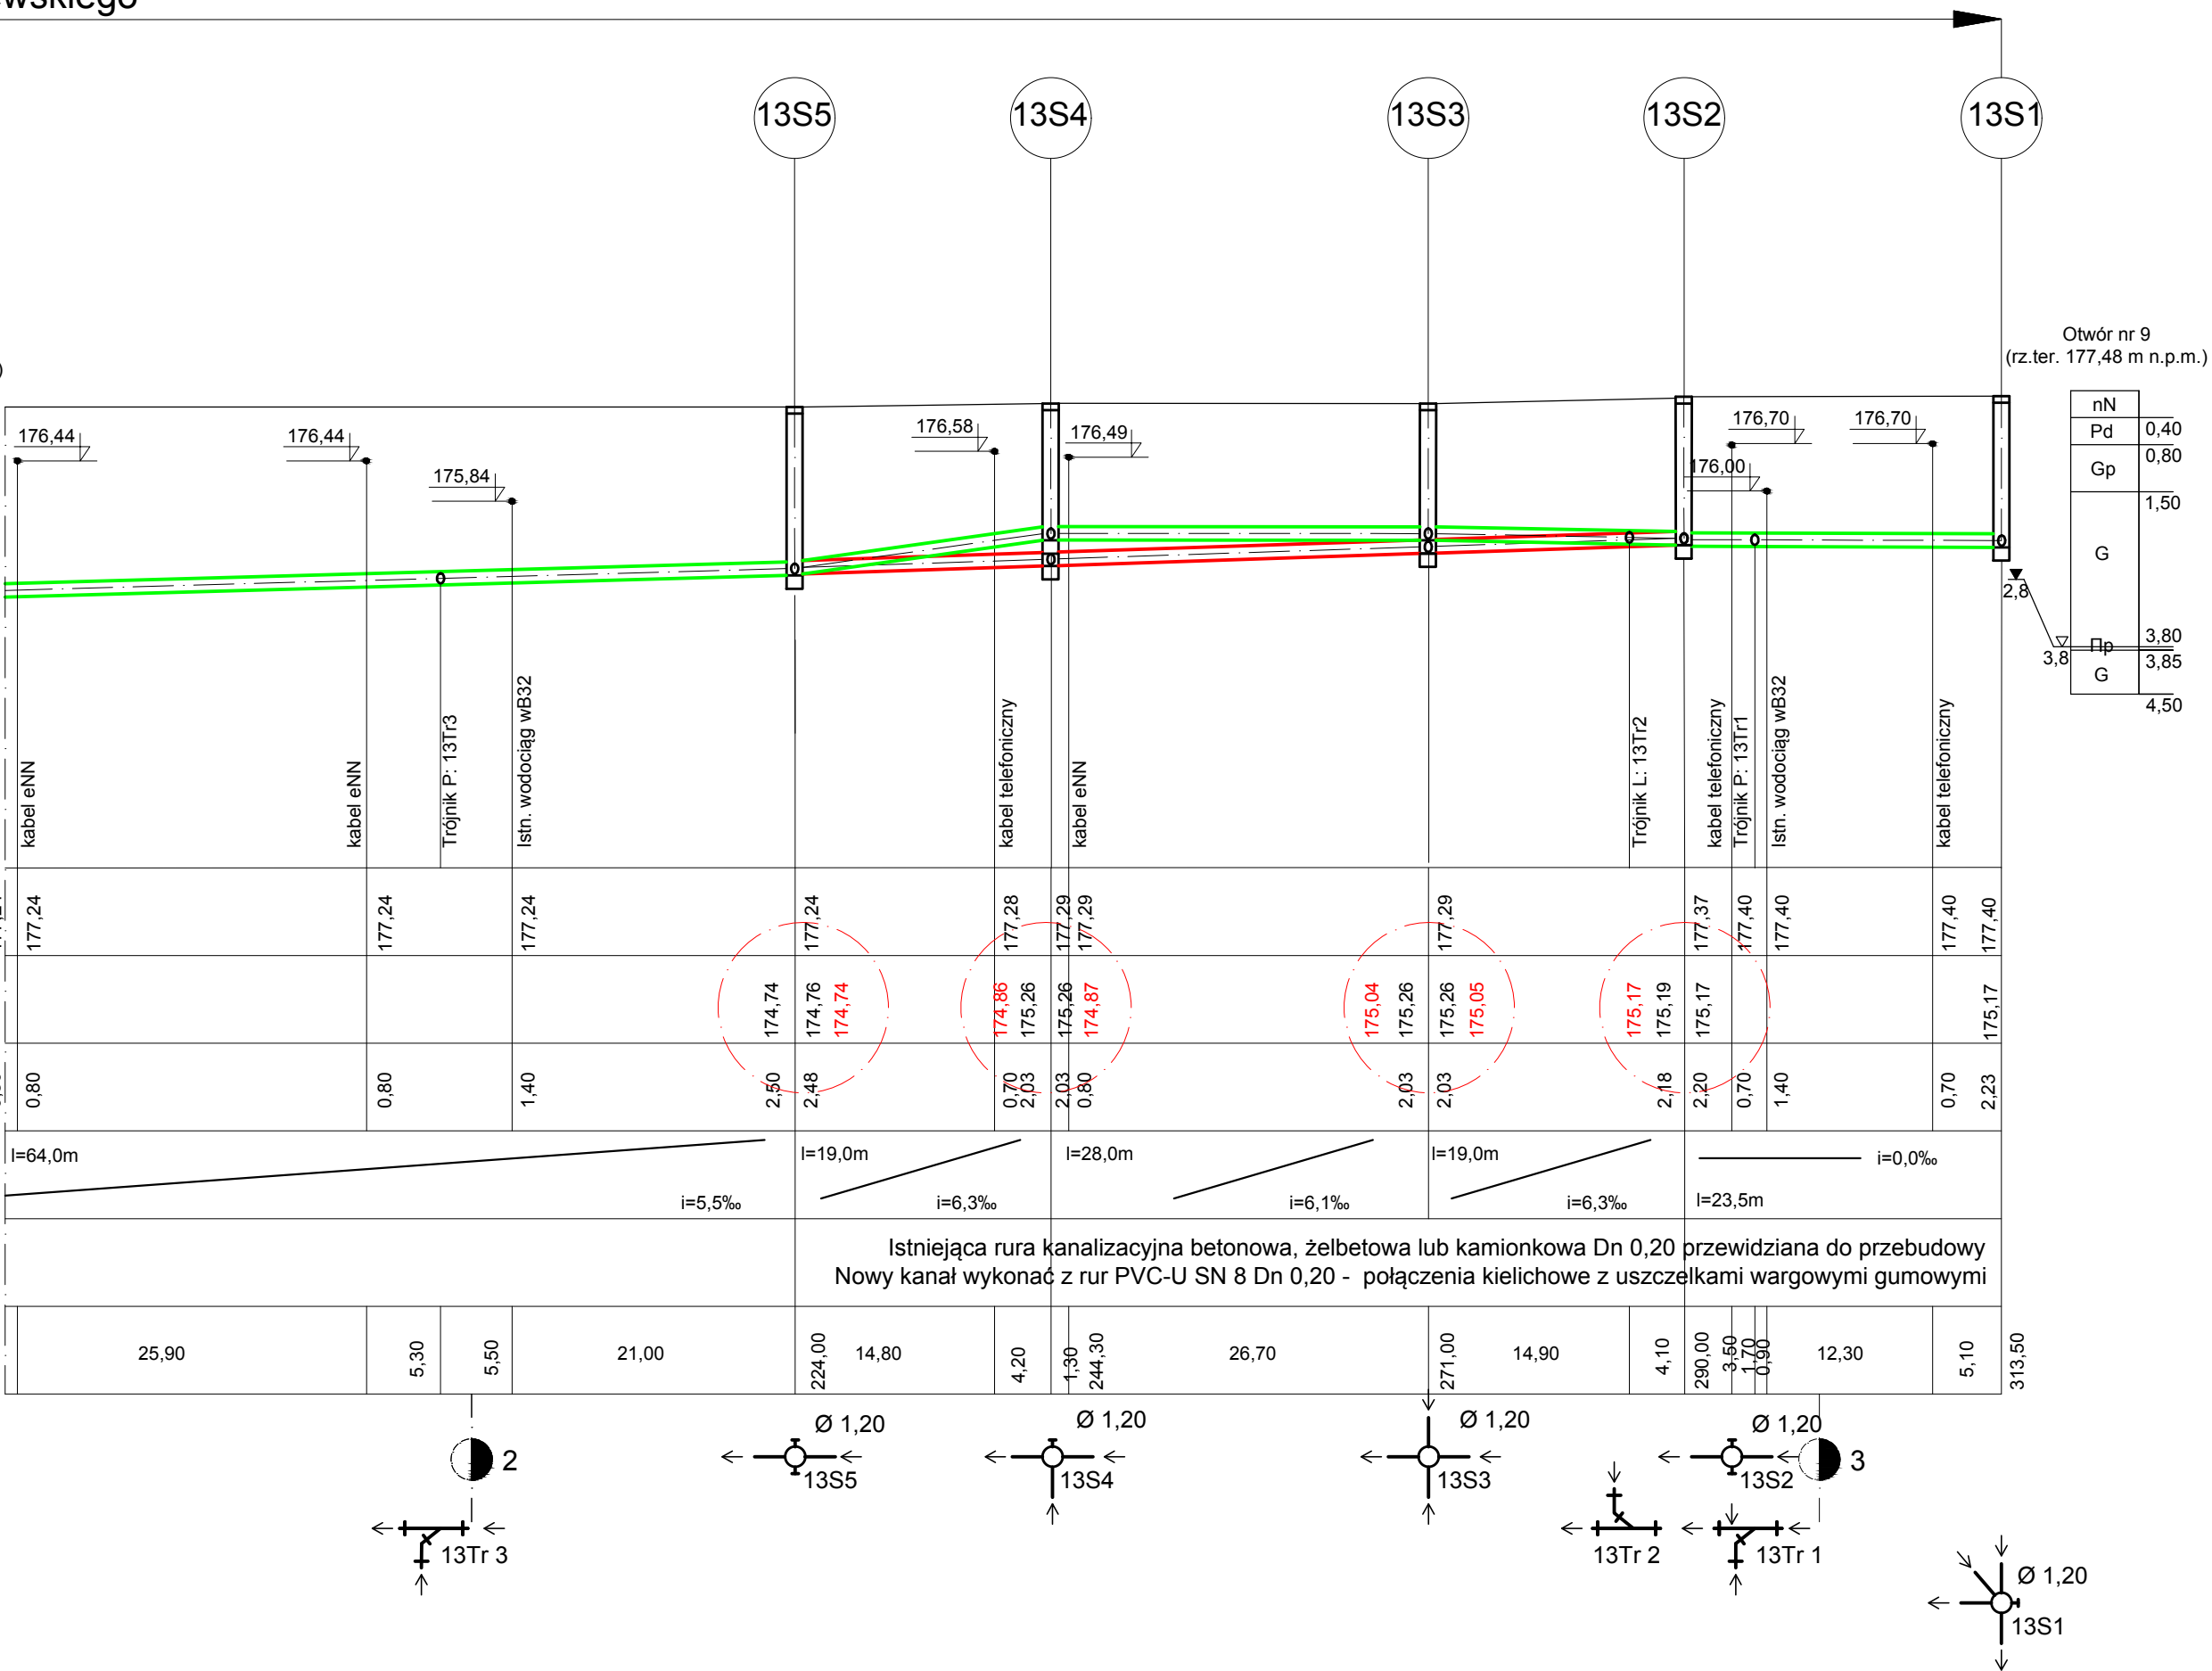 13S5
13S4
13S3
13S2
13S1
Otwór nr 9
(rz.ter. 177,48 m n.p.m.)
nN
Pd
Gp
G
Пp
G
0,40
0,80
1,50
3,80
3,85
4,50
2,8
3,8
176,44
176,44
175,84
176,58
176,49
176,70
176,00
176,70
kabel eNN
kabel eNN
Trójnik P: 13Tr3
Istn. wodociąg wB32
kabel telefoniczny
kabel eNN
Trójnik L: 13Tr2
kabel telefoniczny
Trójnik P: 13Tr1
Istn. wodociąg wB32
kabel telefoniczny
177,24
177,24
177,24
177,24
177,28
177,29
177,29
177,29
177,37
177,40
177,40
177,40
177,40
174,74
174,76
174,74
174,86
175,26
175,26
174,87
175,04
175,26
175,26
175,05
175,17
175,19
175,17
175,17
0,80
0,80
1,40
2,50
2,48
0,70
2,03
2,03
0,80
2,03
2,03
2,18
2,20
0,70
1,40
0,70
2,23
l=64,0m
i=5,5‰
l=19,0m
i=6,3‰
l=28,0m
i=6,1‰
l=19,0m
i=6,3‰
l=23,5m
i=0,0‰
Istniejąca rura kanalizacyjna betonowa, żelbetowa lub kamionkowa Dn 0,20 przewidziana do przebudowy
Nowy kanał wykonać z rur PVC-U SN 8 Dn 0,20 - połączenia kielichowe z uszczelkami wargowymi gumowymi
25,90
5,30
5,50
21,00
224,00
14,80
4,20
1,30
244,30
26,70
271,00
14,90
4,10
290,00
3,50
1,70
0,90
12,30
5,10
313,50
2
13Tr 3
Ø 1,20
13S5
Ø 1,20
13S4
Ø 1,20
13S3
13Tr 2
Ø 1,20
13S2
3
13Tr 1
Ø 1,20
13S1